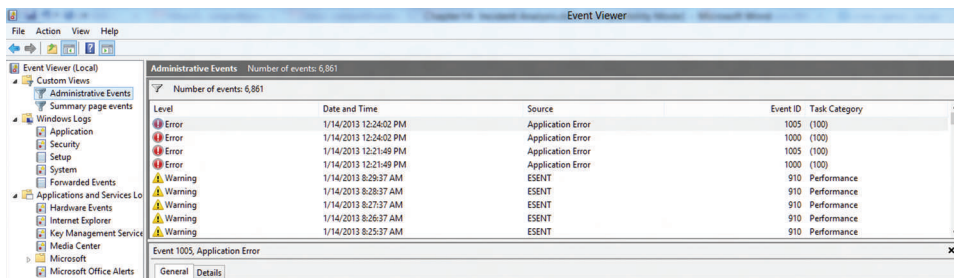 Event Viewer
File Action View Help
Event Viewer (Local)
Custom Views
Administrative Events
Summary page events
Windows Logs
Application
Security
Setup
System
Forwarded Events
Applications and Services Lo
Hardware Events
Internet Explorer
Key Management Service
Media Center
Microsoft
Microsoft Office Alerts
Administrative Events Number of events: 6,861
Number of events: 6,861
Level Date and Time Source Event ID Task Category
Error 1/14/2013 12:24:02 PM Application Error 1005 (100)
Error 1/14/2013 12:24:02 PM Application Error 1000 (100)
Error 1/14/2013 12:21:49 PM Application Error 1005 (100)
Error 1/14/2013 12:21:49 PM Application Error 1000 (100)
Warning 1/14/2013 8:29:37 AM ESENT 910 Performance
Warning 1/14/2013 8:28:37 AM ESENT 910 Performance
Warning 1/14/2013 8:27:37 AM ESENT 910 Performance
Warning 1/14/2013 8:26:37 AM ESENT 910 Performance
Warning 1/14/2013 8:25:37 AM ESENT 910 Performance
Event 1005, Application Error
General Details